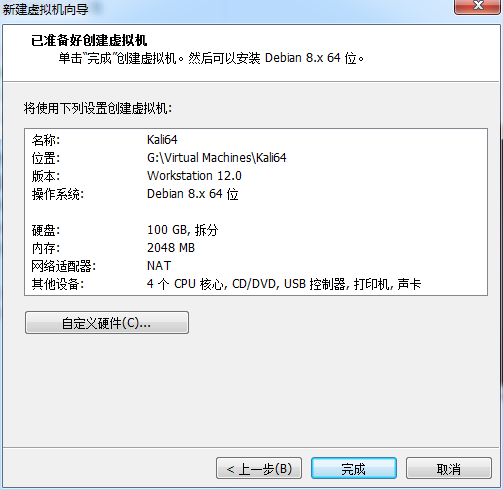 新建虚拟机向导
已准备好创建虚拟机
单击“完成”创建虚拟机。然后可以安装 Debian 8.x 64 位。
将使用下列设置创建虚拟机:
名称: Kali64
位置: G:\Virtual Machines\Kali64
版本: Workstation 12.0
操作系统: Debian 8.x 64 位
硬盘: 100 GB, 拆分
内存: 2048 MB
网络适配器: NAT
其他设备: 4 个 CPU 核心, CD/DVD, USB 控制器, 打印机, 声卡
自定义硬件(C)...
< 上一步(B) 完成 取消